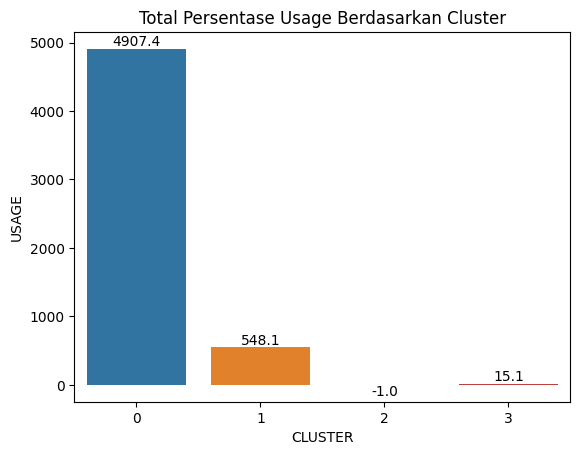 Total Persentase Usage Berdasarkan Cluster
USAGE
5000
4000
3000
2000
1000
0
4907.4
548.1
-1.0
15.1
0 1 2 3
CLUSTER